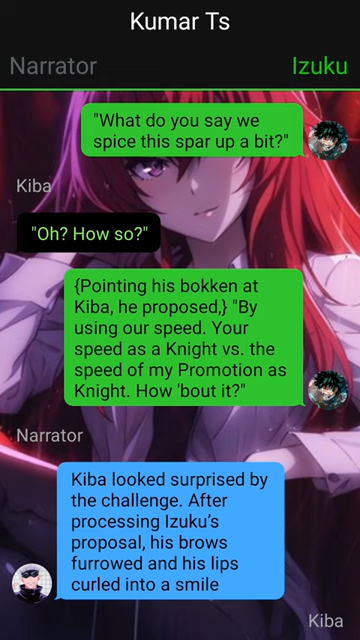 Kumar Ts
Narrator
Izuku
"What do you say we
spice this spar up a bit?"
Kiba
"Oh? How so?"
{Pointing his bokken at
Kiba, he proposed,} "By
using our speed. Your
speed as a Knight vs. the
speed of my Promotion as
Knight. How 'bout it?"
Narrator
Kiba looked surprised by
the challenge. After
processing Izuku's
proposal, his brows
furrowed and his lips
curled into a smile
Kiba